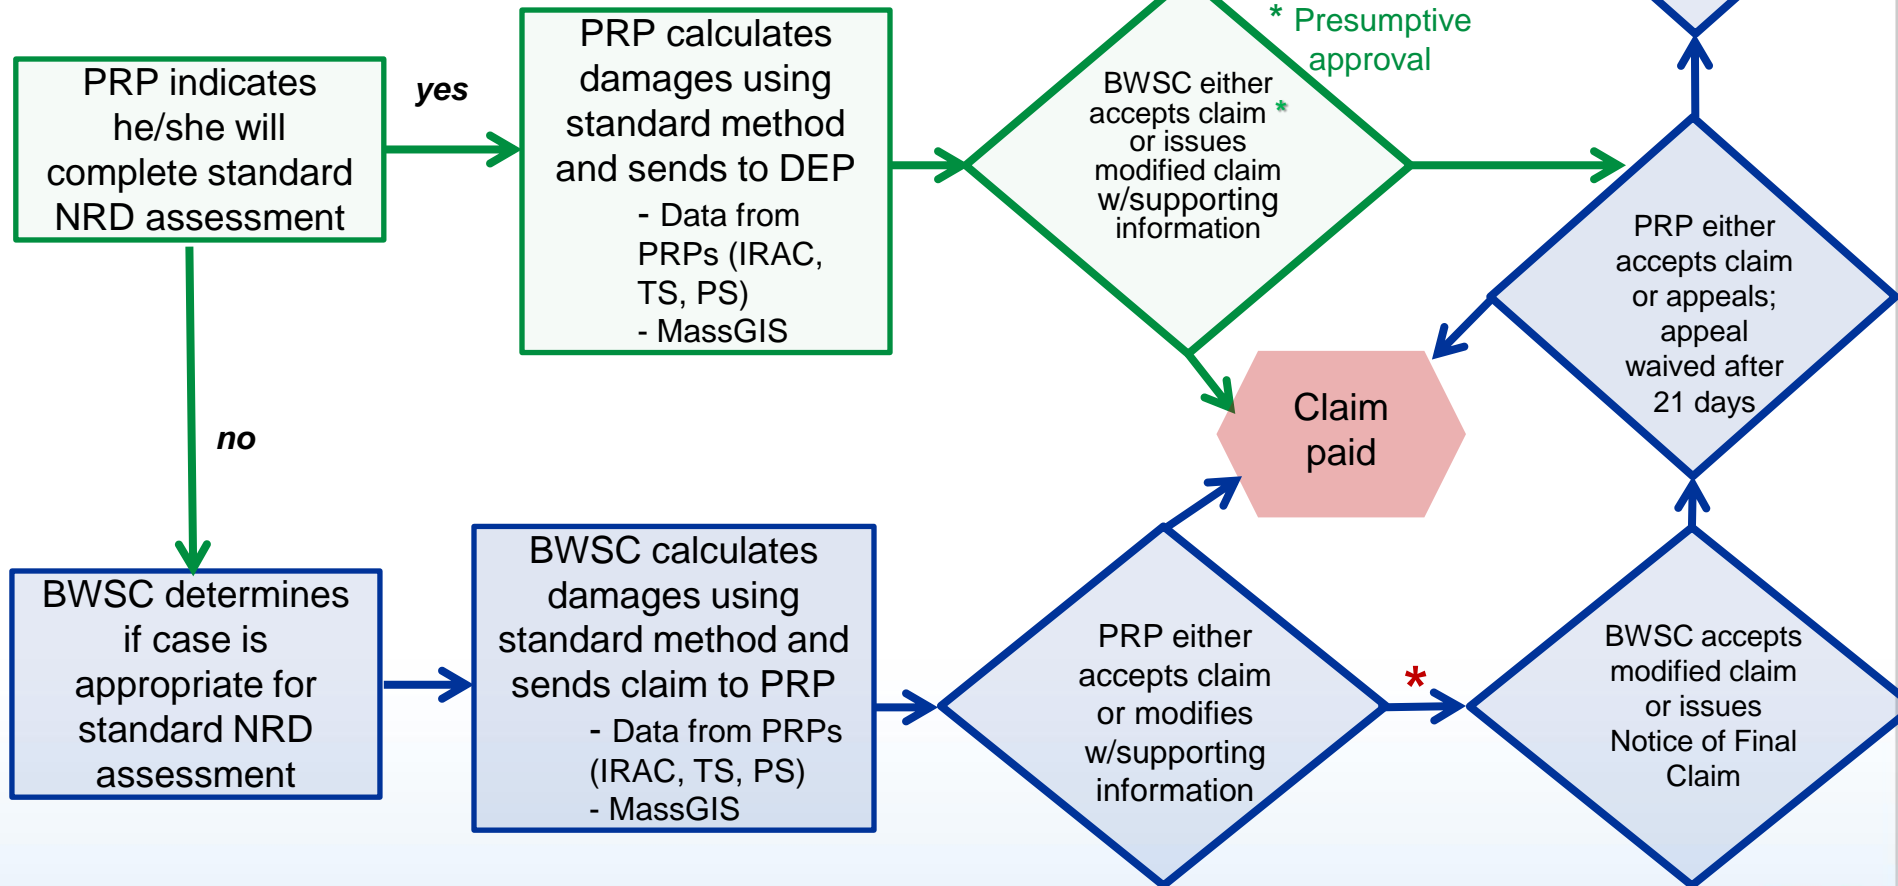 PRP indicates
he/she will
complete standard
NRD assessment
yes
PRP calculates
damages using
standard method
and sends to DEP
- Data from
PRPs (IRAC,
TS, PS)
- MassGIS
* Presumptive
approval
BWSC either
accepts claim *
or issues
modified claim
w/supporting
information
PRP either
accepts claim
or appeals;
appeal
waived after
21 days
Claim
paid
no
BWSC determines
if case is
appropriate for
standard NRD
assessment
BWSC calculates
damages using
standard method and
sends claim to PRP
- Data from PRPs
(IRAC, TS, PS)
- MassGIS
PRP either
accepts claim
or modifies
w/supporting
information
*
BWSC accepts
modified claim
or issues
Notice of Final
Claim